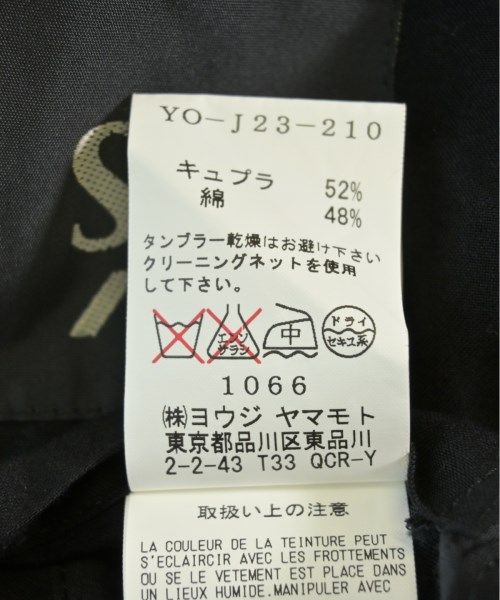 YO-J23-210
キュプラ 52%
綿 48%
タンブラー乾燥はお避け下さい
クリーニングネットを使用
して下さい。
エンソ サラシ 中 ドライ セキユ系
1066
㈱ヨウジ ヤマモト
東京都品川区東品川
2-2-43 T33 QCR-Y
取扱い上の注意
LA COULEUR DE LA TEINTURE PEUT
S'ECLAIRCIR AVEC LES FROTTEMENTS
OU SE LE VETEMENT EST PLACE DANS
UN LIEUX HUMIDE.MANIPULER AVEC